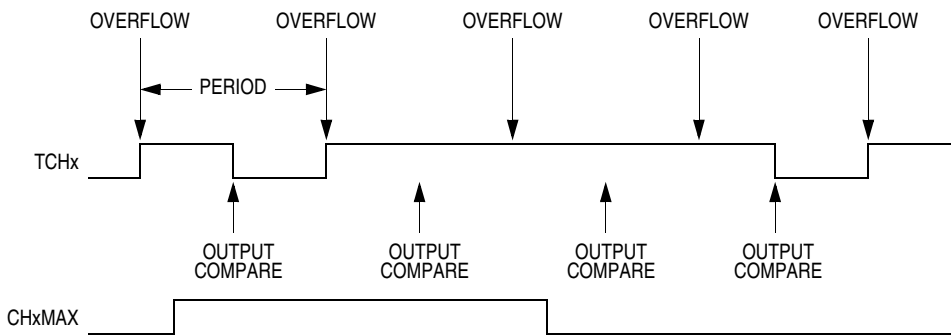 OVERFLOW OVERFLOW OVERFLOW OVERFLOW OVERFLOW
PERIOD
TCHx
OUTPUT OUTPUT OUTPUT OUTPUT
COMPARE COMPARE COMPARE COMPARE
CHxMAX